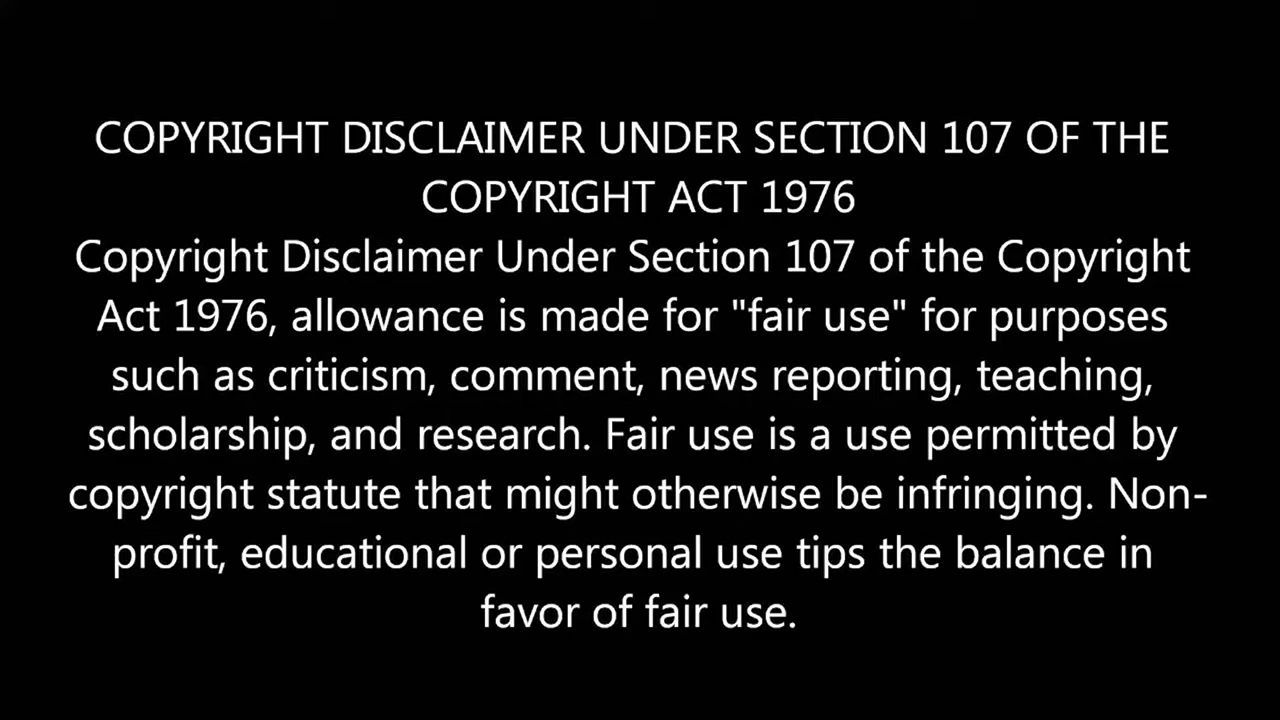 COPYRIGHT DISCLAIMER UNDER SECTION 107 OF THE
COPYRIGHT ACT 1976
Copyright Disclaimer Under Section 107 of the Copyright
Act 1976, allowance is made for "fair use" for purposes
such as criticism, comment, news reporting, teaching,
scholarship, and research. Fair use is a use permitted by
copyright statute that might otherwise be infringing. Non-
profit, educational or personal use tips the balance in
favor of fair use.